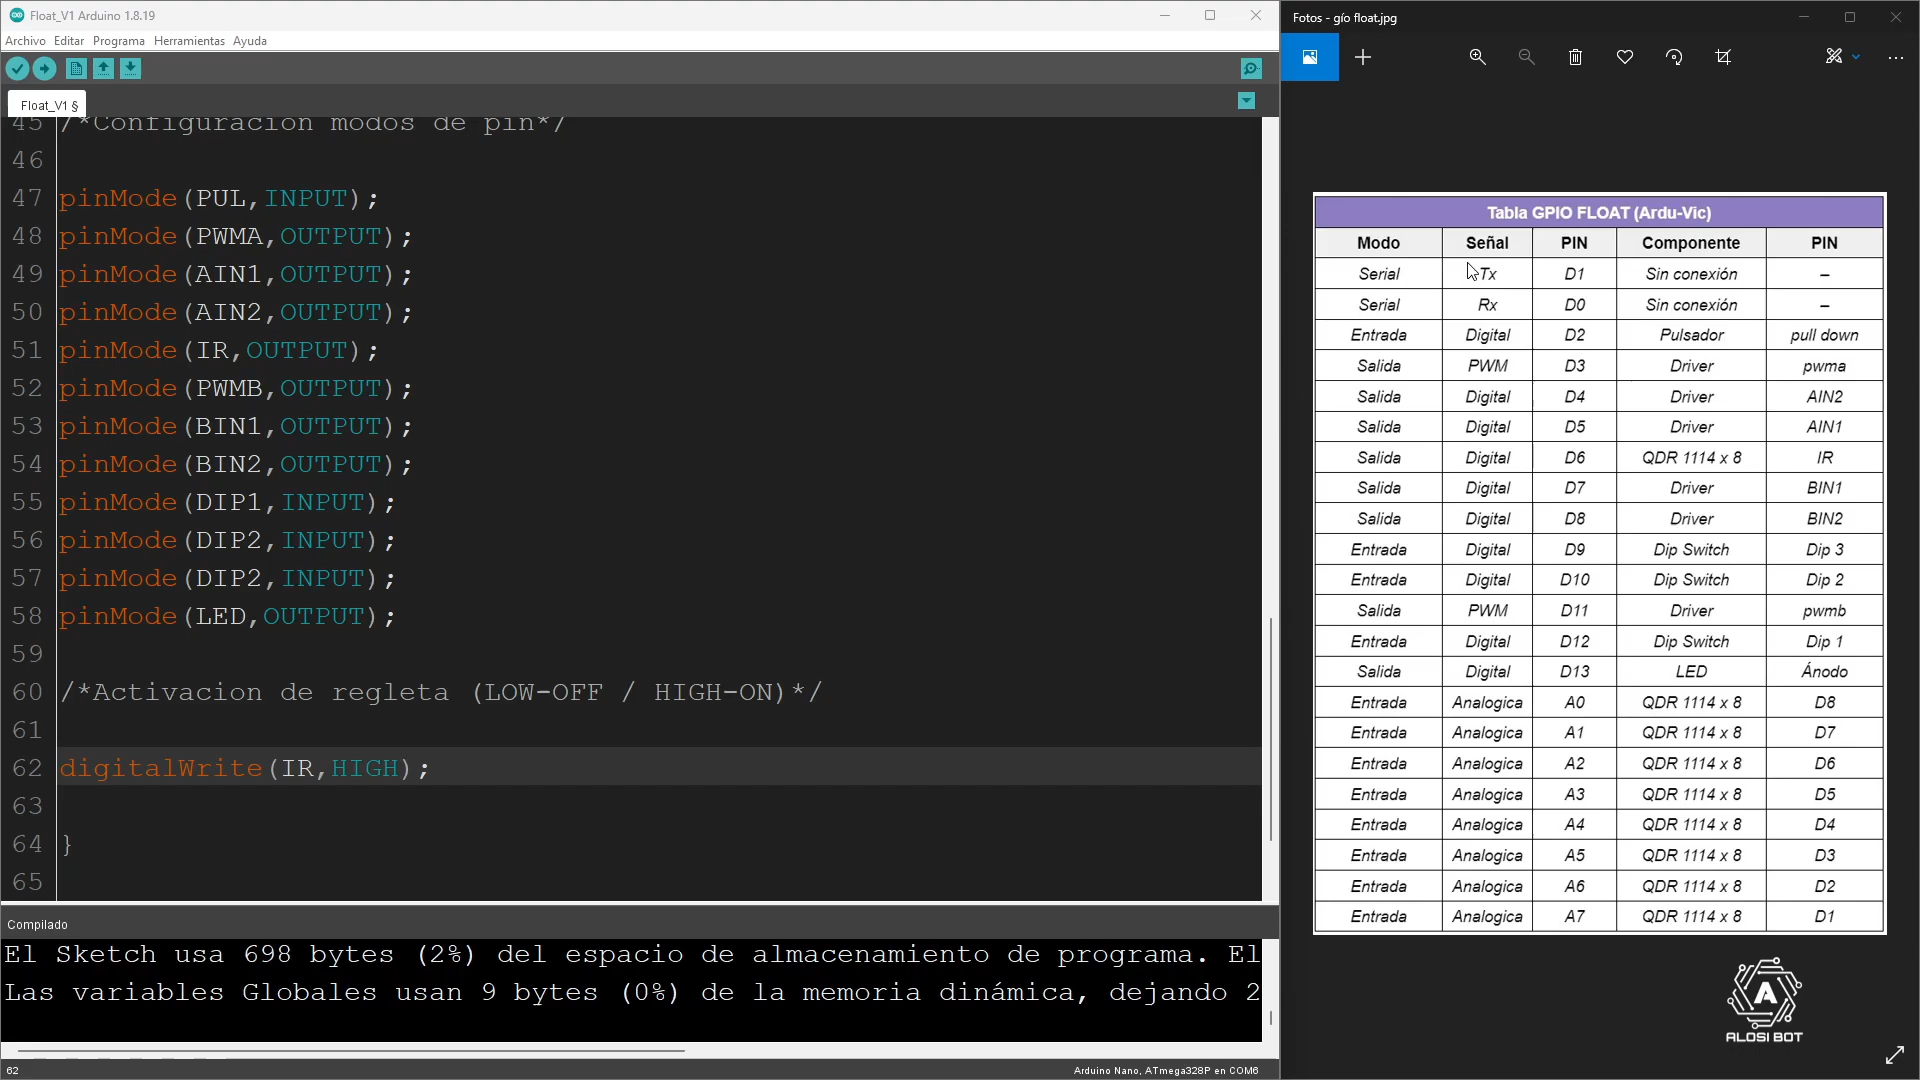 Float_V1 Arduino 1.8.19
Archivo Editar Programa Herramientas Ayuda
Float_V1 §
45 /*Configuracion modos de pin*/
46
47 pinMode(PUL,INPUT);
48 pinMode(PWMA,OUTPUT);
49 pinMode(AIN1,OUTPUT);
50 pinMode(AIN2,OUTPUT);
51 pinMode(IR,OUTPUT);
52 pinMode(PWMB,OUTPUT);
53 pinMode(BIN1,OUTPUT);
54 pinMode(BIN2,OUTPUT);
55 pinMode(DIP1,INPUT);
56 pinMode(DIP2,INPUT);
57 pinMode(DIP2,INPUT);
58 pinMode(LED,OUTPUT);
59
60 /*Activacion de regleta (LOW-OFF / HIGH-ON)*/
61
62 digitalWrite(IR,HIGH);
63
64 }
65
Compilado
El Sketch usa 698 bytes (2%) del espacio de almacenamiento de programa. El
Las variables Globales usan 9 bytes (0%) de la memoria dinámica, dejando 2
62
Arduino Nano, ATmega328P en COM6
Fotos - gío float.jpg
Tabla GPIO FLOAT (Ardu-Vic)
Modo Señal PIN Componente PIN
Serial Tx D1 Sin conexión –
Serial Rx D0 Sin conexión –
Entrada Digital D2 Pulsador pull down
Salida PWM D3 Driver pwma
Salida Digital D4 Driver AIN2
Salida Digital D5 Driver AIN1
Salida Digital D6 QDR 1114 x 8 IR
Salida Digital D7 Driver BIN1
Salida Digital D8 Driver BIN2
Entrada Digital D9 Dip Switch Dip 3
Entrada Digital D10 Dip Switch Dip 2
Salida PWM D11 Driver pwmb
Entrada Digital D12 Dip Switch Dip 1
Salida Digital D13 LED Ánodo
Entrada Analogica A0 QDR 1114 x 8 D8
Entrada Analogica A1 QDR 1114 x 8 D7
Entrada Analogica A2 QDR 1114 x 8 D6
Entrada Analogica A3 QDR 1114 x 8 D5
Entrada Analogica A4 QDR 1114 x 8 D4
Entrada Analogica A5 QDR 1114 x 8 D3
Entrada Analogica A6 QDR 1114 x 8 D2
Entrada Analogica A7 QDR 1114 x 8 D1
A
ALOSI BOT